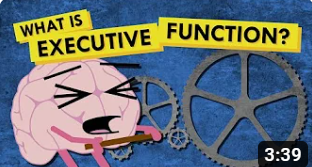 WHAT IS
EXECUTIVE FUNCTION?
3:39